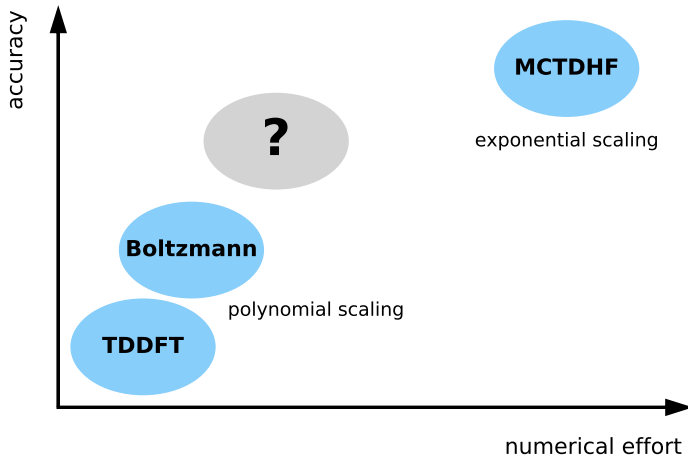 accuracy
MCTDHF
?
exponential scaling
Boltzmann
polynomial scaling
TDDFT
numerical effort